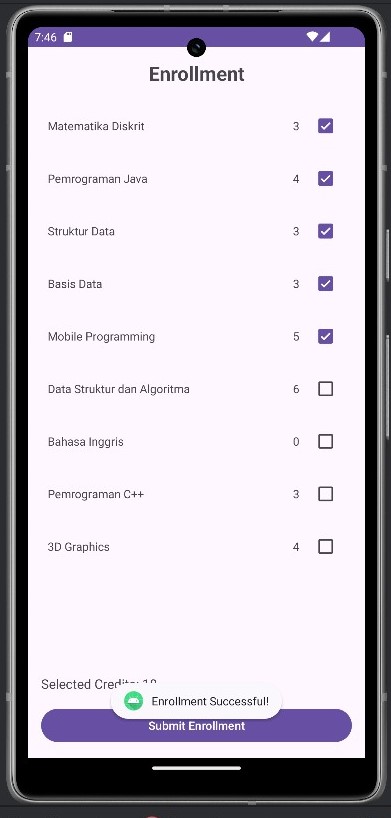 7:46
Enrollment
Matematika Diskrit 3
Pemrograman Java 4
Struktur Data 3
Basis Data 3
Mobile Programming 5
Data Struktur dan Algoritma 6
Bahasa Inggris 0
Pemrograman C++ 3
3D Graphics 4
Selected Credits:
Enrollment Successful!
Submit Enrollment